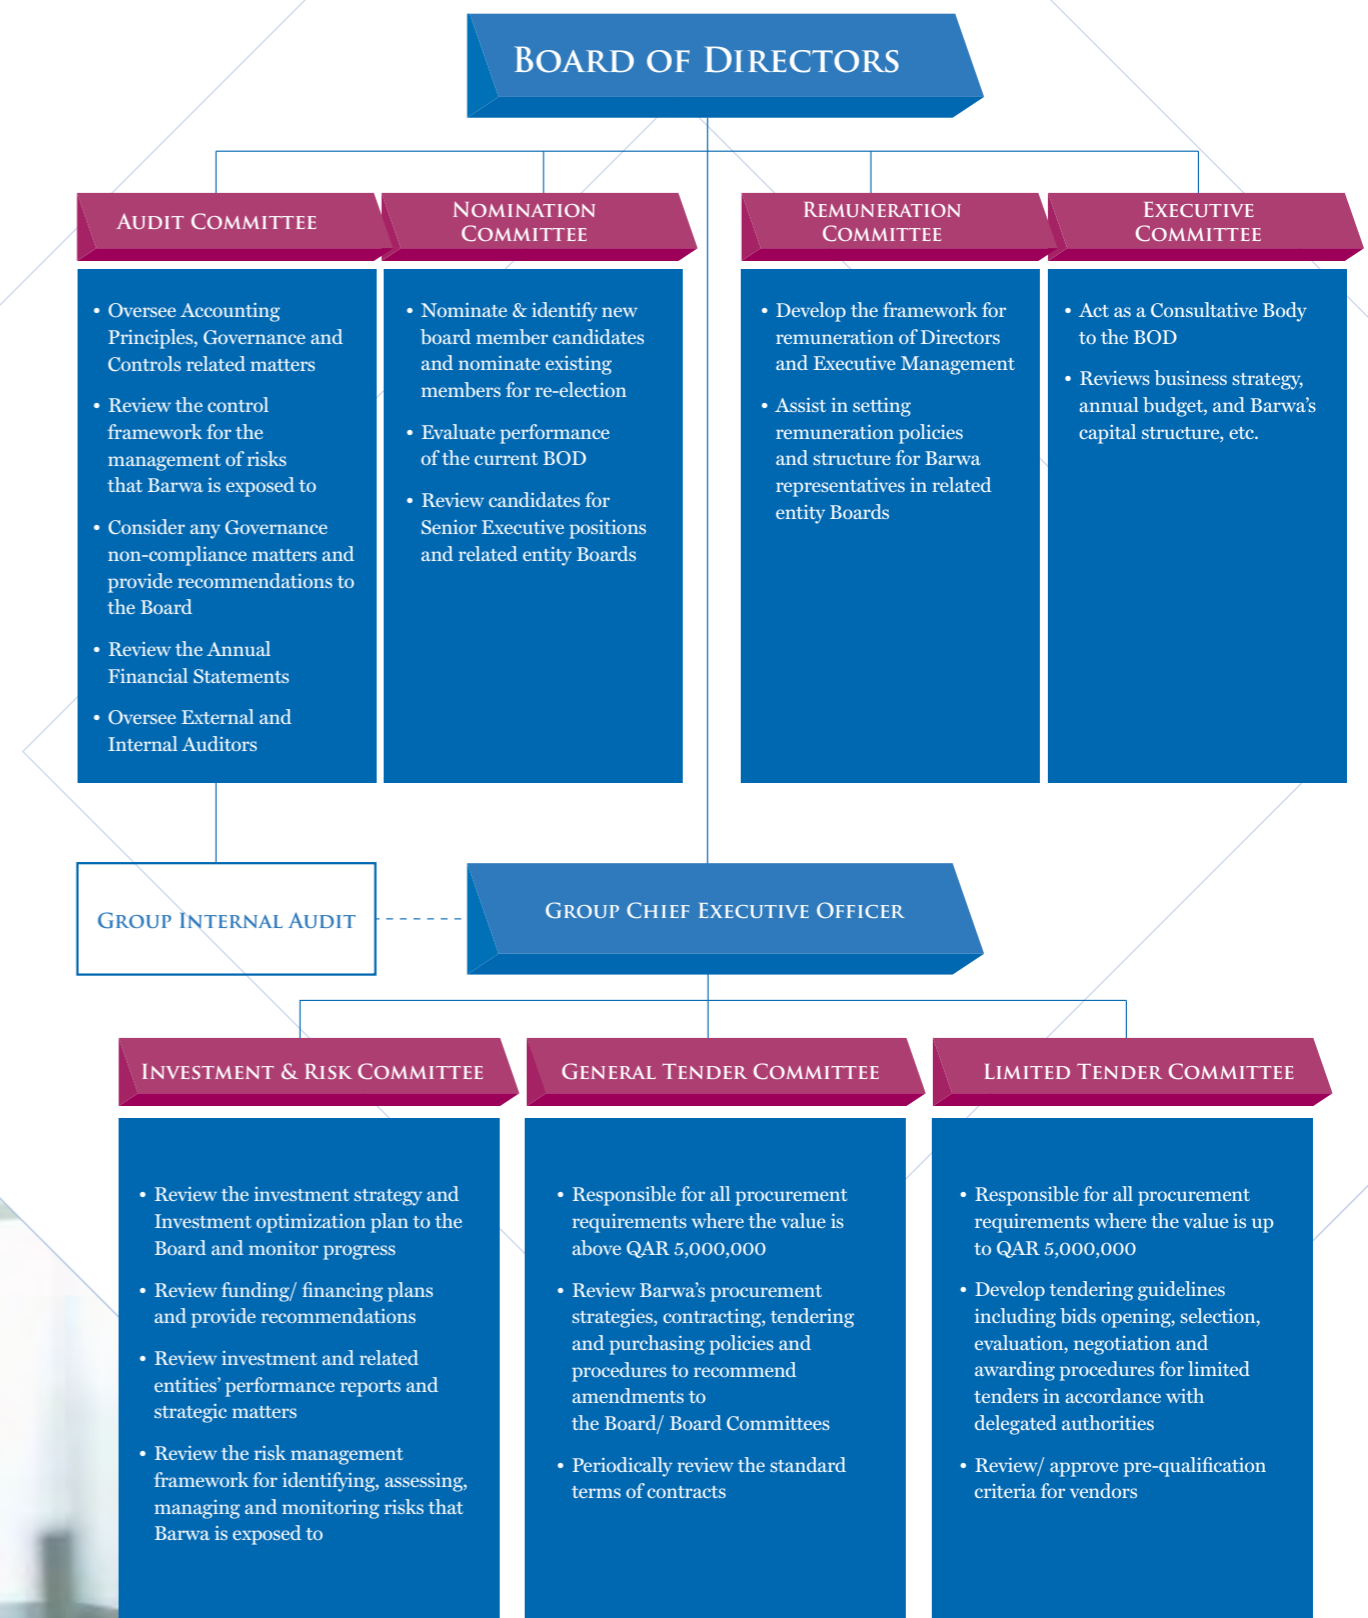 BOARD OF DIRECTORS
AUDIT COMMITTEE
• Oversee Accounting
Principles, Governance and
Controls related matters
• Review the control
framework for the
management of risks
that Barwa is exposed to
• Consider any Governance
non-compliance matters and
provide recommendations to
the Board
• Review the Annual
Financial Statements
• Oversee External and
Internal Auditors
NOMINATION
COMMITTEE
• Nominate & identify new
board member candidates
and nominate existing
members for re-election
• Evaluate performance
of the current BOD
• Review candidates for
Senior Executive positions
and related entity Boards
REMUNERATION
COMMITTEE
• Develop the framework for
remuneration of Directors
and Executive Management
• Assist in setting
remuneration policies
and structure for Barwa
representatives in related
entity Boards
EXECUTIVE
COMMITTEE
• Act as a Consultative Body
to the BOD
• Reviews business strategy,
annual budget, and Barwa’s
capital structure, etc.
GROUP INTERNAL AUDIT
GROUP CHIEF EXECUTIVE OFFICER
INVESTMENT & RISK COMMITTEE
• Review the investment strategy and
Investment optimization plan to the
Board and monitor progress
• Review funding/ financing plans
and provide recommendations
• Review investment and related
entities’ performance reports and
strategic matters
• Review the risk management
framework for identifying, assessing,
managing and monitoring risks that
Barwa is exposed to
GENERAL TENDER COMMITTEE
• Responsible for all procurement
requirements where the value is
above QAR 5,000,000
• Review Barwa’s procurement
strategies, contracting, tendering
and purchasing policies and
procedures to recommend
amendments to
the Board/ Board Committees
• Periodically review the standard
terms of contracts
LIMITED TENDER COMMITTEE
• Responsible for all procurement
requirements where the value is up
to QAR 5,000,000
• Develop tendering guidelines
including bids opening, selection,
evaluation, negotiation and
awarding procedures for limited
tenders in accordance with
delegated authorities
• Review/ approve pre-qualification
criteria for vendors